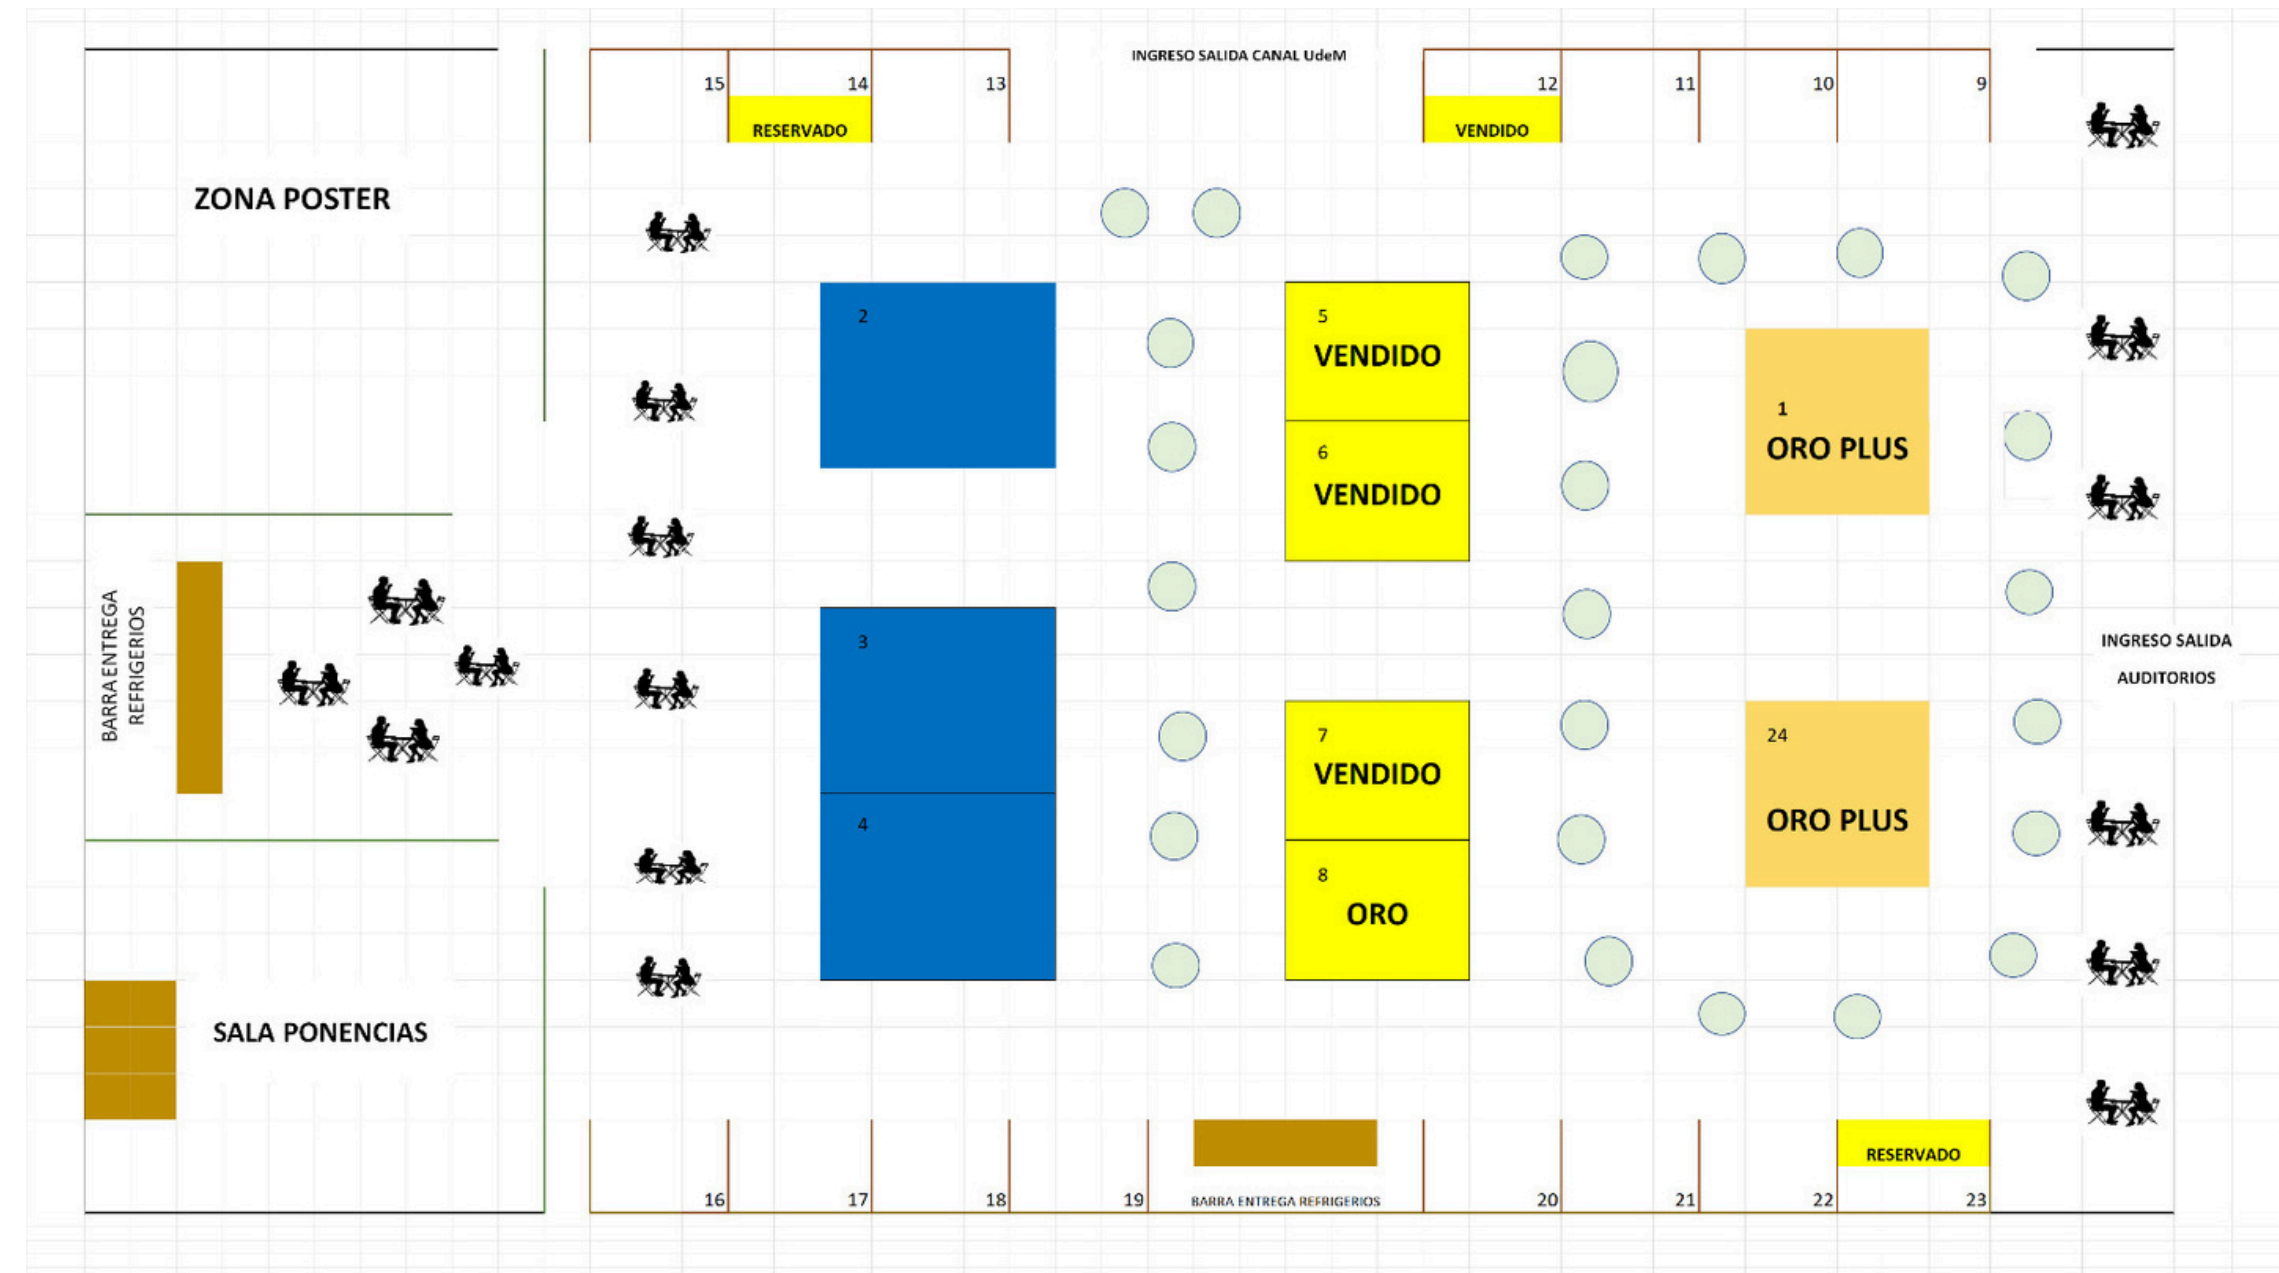 INGRESO SALIDA CANAL UdeM
15
14
13
12
11
10
9
RESERVADO
VENDIDO
ZONA POSTER
2
5
VENDIDO
6
VENDIDO
1
ORO PLUS
BARRA ENTREGA
REFRIGERIOS
3
4
7
VENDIDO
8
ORO
24
ORO PLUS
INGRESO SALIDA
AUDITORIOS
SALA PONENCIAS
RESERVADO
16
17
18
19
BARRA ENTREGA REFRIGERIOS
20
21
22
23